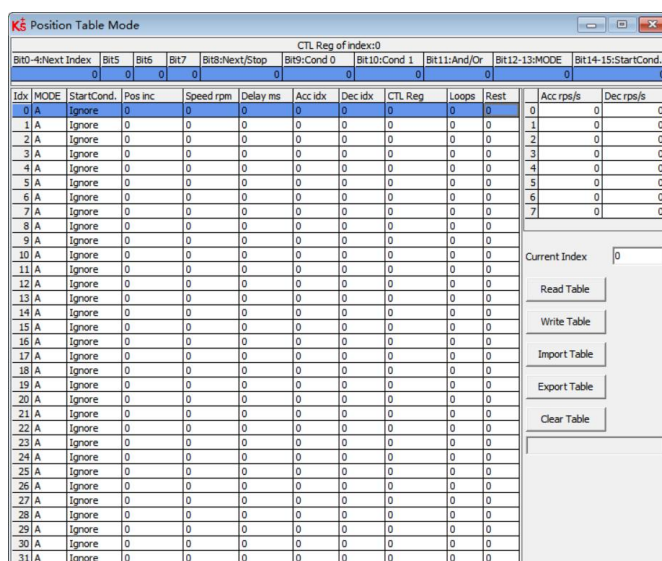 Ks Position Table Mode
CTL Reg of index:0
Bit0-4:Next Index Bit5 Bit6 Bit7 Bit8:Next/Stop Bit9:Cond 0 Bit10:Cond 1 Bit11:And/Or Bit12-13:MODE Bit14-15:StartCond.
0 0 0 0 0 0 0 0 0 0
Idx MODE StartCond. Pos inc Speed rpm Delay ms Acc idx Dec idx CTL Reg Loops Rest
0 A Ignore 0 0 0 0 0 0 0 0
1 A Ignore 0 0 0 0 0 0 0 0
2 A Ignore 0 0 0 0 0 0 0 0
3 A Ignore 0 0 0 0 0 0 0 0
4 A Ignore 0 0 0 0 0 0 0 0
5 A Ignore 0 0 0 0 0 0 0 0
6 A Ignore 0 0 0 0 0 0 0 0
7 A Ignore 0 0 0 0 0 0 0 0
8 A Ignore 0 0 0 0 0 0 0 0
9 A Ignore 0 0 0 0 0 0 0 0
10 A Ignore 0 0 0 0 0 0 0 0
11 A Ignore 0 0 0 0 0 0 0 0
12 A Ignore 0 0 0 0 0 0 0 0
13 A Ignore 0 0 0 0 0 0 0 0
14 A Ignore 0 0 0 0 0 0 0 0
15 A Ignore 0 0 0 0 0 0 0 0
16 A Ignore 0 0 0 0 0 0 0 0
17 A Ignore 0 0 0 0 0 0 0 0
18 A Ignore 0 0 0 0 0 0 0 0
19 A Ignore 0 0 0 0 0 0 0 0
20 A Ignore 0 0 0 0 0 0 0 0
21 A Ignore 0 0 0 0 0 0 0 0
22 A Ignore 0 0 0 0 0 0 0 0
23 A Ignore 0 0 0 0 0 0 0 0
24 A Ignore 0 0 0 0 0 0 0 0
25 A Ignore 0 0 0 0 0 0 0 0
26 A Ignore 0 0 0 0 0 0 0 0
27 A Ignore 0 0 0 0 0 0 0 0
28 A Ignore 0 0 0 0 0 0 0 0
29 A Ignore 0 0 0 0 0 0 0 0
30 A Ignore 0 0 0 0 0 0 0 0
31 A Ignore 0 0 0 0 0 0 0 0
Acc rps/s Dec rps/s
0 0 0
1 0 0
2 0 0
3 0 0
4 0 0
5 0 0
6 0 0
7 0 0
Current Index 0
Read Table
Write Table
Import Table
Export Table
Clear Table